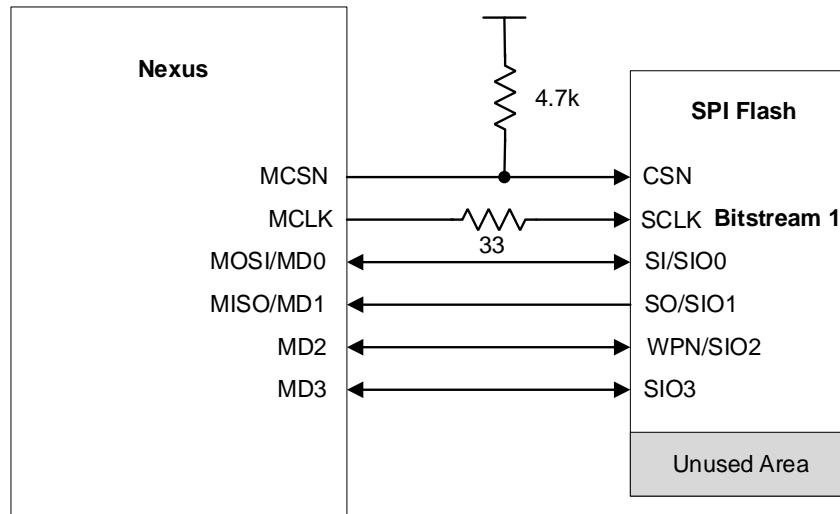 Nexus
4.7k
SPI Flash
MCSN
CSN
MCLK
33
SCLK Bitstream 1
MOSI/MD0
SI/SIO0
MISO/MD1
SO/SIO1
MD2
WPN/SIO2
MD3
SIO3
Unused Area